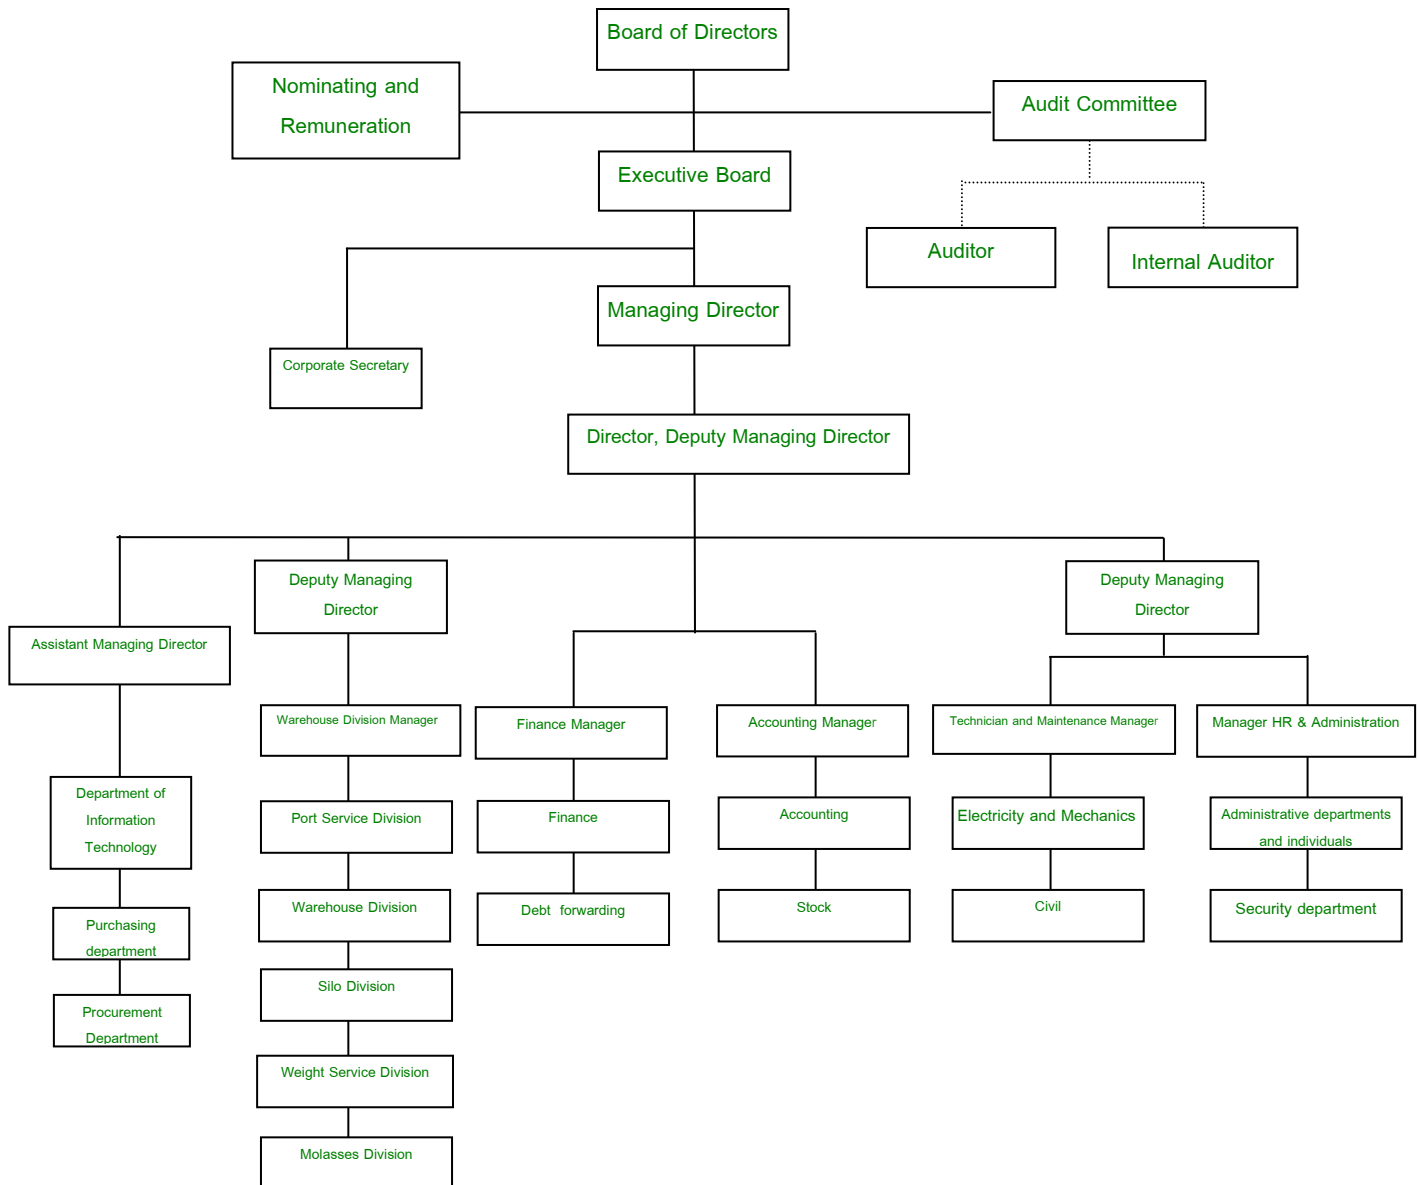 Board of Directors
Nominating and
Remuneration
Audit Committee
Executive Board
Auditor
Internal Auditor
Managing Director
Corporate Secretary
Director, Deputy Managing Director
Deputy Managing
Director
Deputy Managing
Director
Assistant Managing Director
Warehouse Division Manager
Finance Manager
Accounting Manager
Technician and Maintenance Manager
Manager HR & Administration
Department of
Information
Technology
Port Service Division
Finance
Accounting
Electricity and Mechanics
Administrative departments
and individuals
Purchasing
department
Warehouse Division
Debt forwarding
Stock
Civil
Security department
Silo Division
Procurement
Department
Weight Service Division
Molasses Division